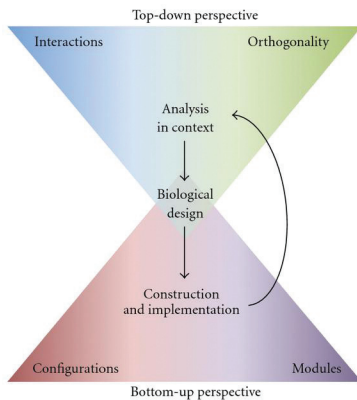 Top-down perspective
Interactions
Orthogonality
Analysis
in context
Biological
design
Construction
and implementation
Configurations
Modules
Bottom-up perspective